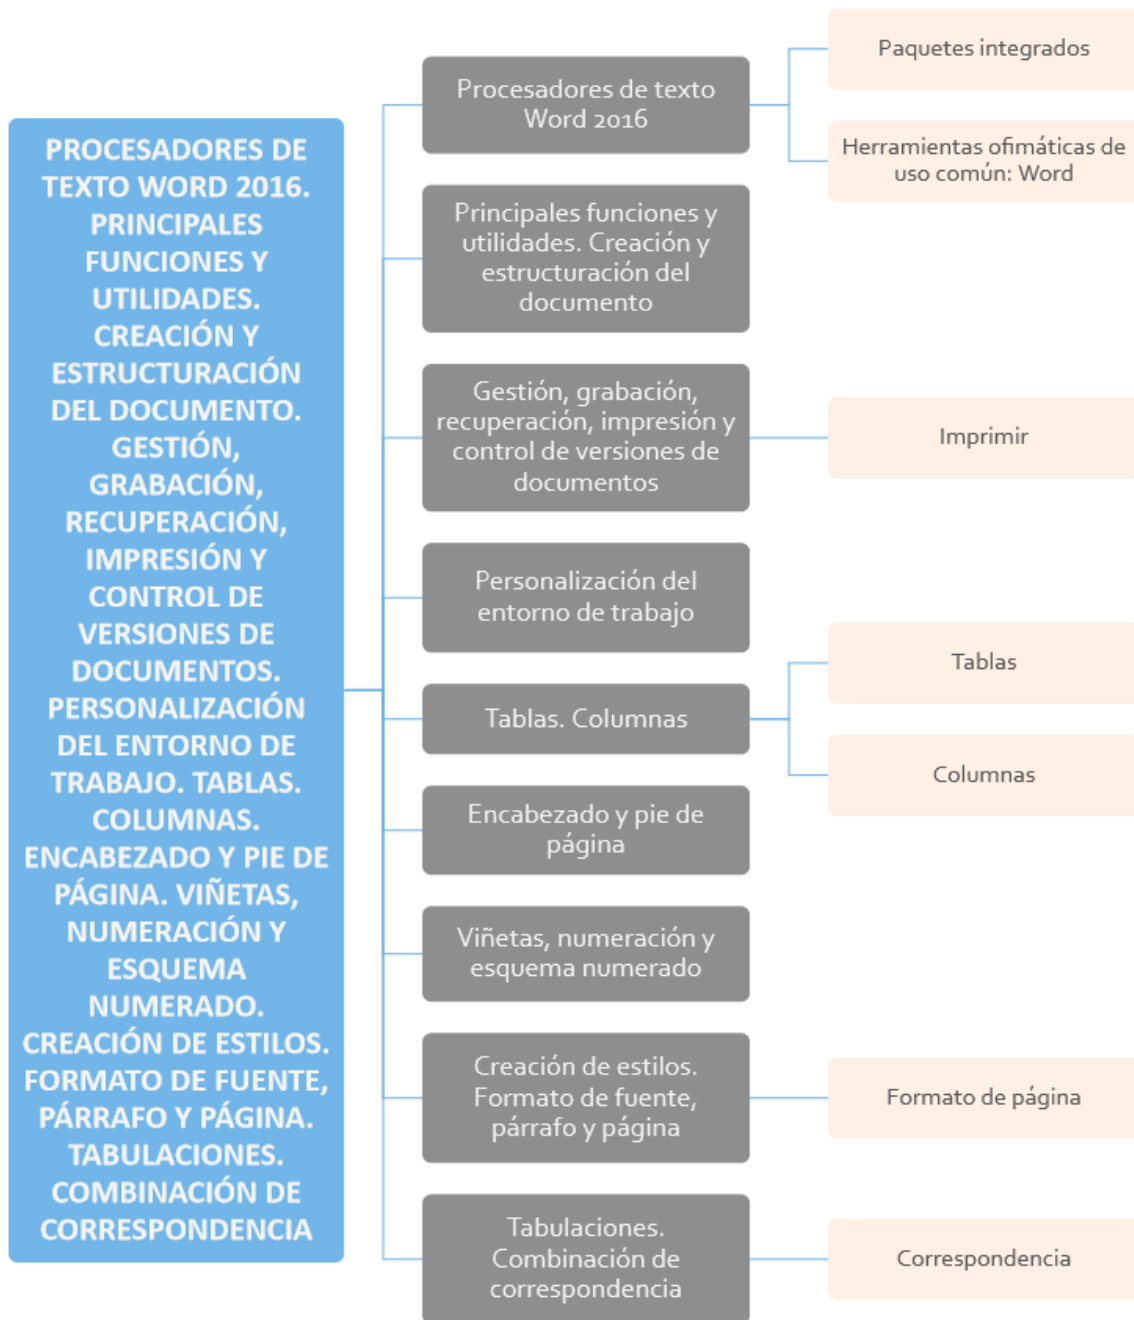 PROCESADORES DE
TEXTO WORD 2016.
PRINCIPALES
FUNCIONES Y
UTILIDADES.
CREACIÓN Y
ESTRUCTURACIÓN
DEL DOCUMENTO.
GESTIÓN,
GRABACIÓN,
RECUPERACIÓN,
IMPRESIÓN Y
CONTROL DE
VERSIONES DE
DOCUMENTOS.
PERSONALIZACIÓN
DEL ENTORNO DE
TRABAJO. TABLAS.
COLUMNAS.
ENCABEZADO Y PIE DE
PÁGINA. VIÑETAS,
NUMERACIÓN Y
ESQUEMA
NUMERADO.
CREACIÓN DE ESTILOS.
FORMATO DE FUENTE,
PÁRRAFO Y PÁGINA.
TABULACIONES.
COMBINACIÓN DE
CORRESPONDENCIA
Procesadores de texto
Word 2016
Paquetes integrados
Herramientas ofimáticas de
uso común: Word
Principales funciones y
utilidades. Creación y
estructuración del
documento
Gestión, grabación,
recuperación, impresión y
control de versiones de
documentos
Imprimir
Personalización del
entorno de trabajo
Tablas. Columnas
Tablas
Columnas
Encabezado y pie de
página
Viñetas, numeración y
esquema numerado
Creación de estilos.
Formato de fuente,
párrafo y página
Formato de página
Tabulaciones.
Combinación de
correspondencia
Correspondencia